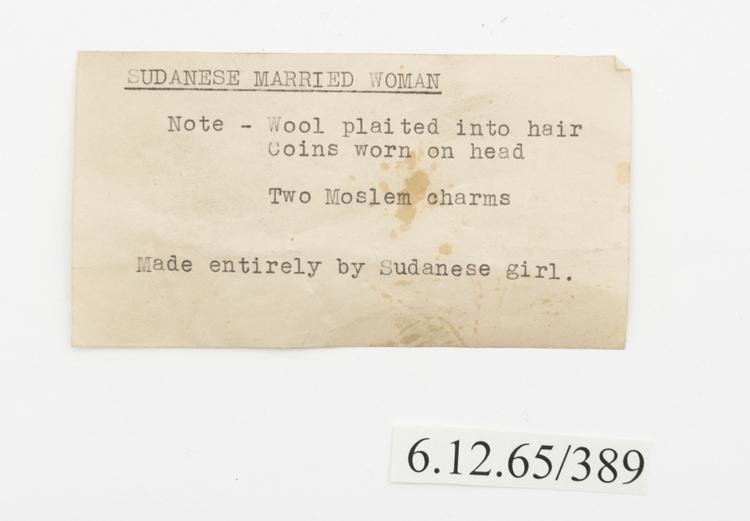 SUDANESE MARRIED WOMAN
Note - Wool plaited into hair
Coins worn on head
Two Moslem charms
Made entirely by Sudanese girl.
6.12.65/389